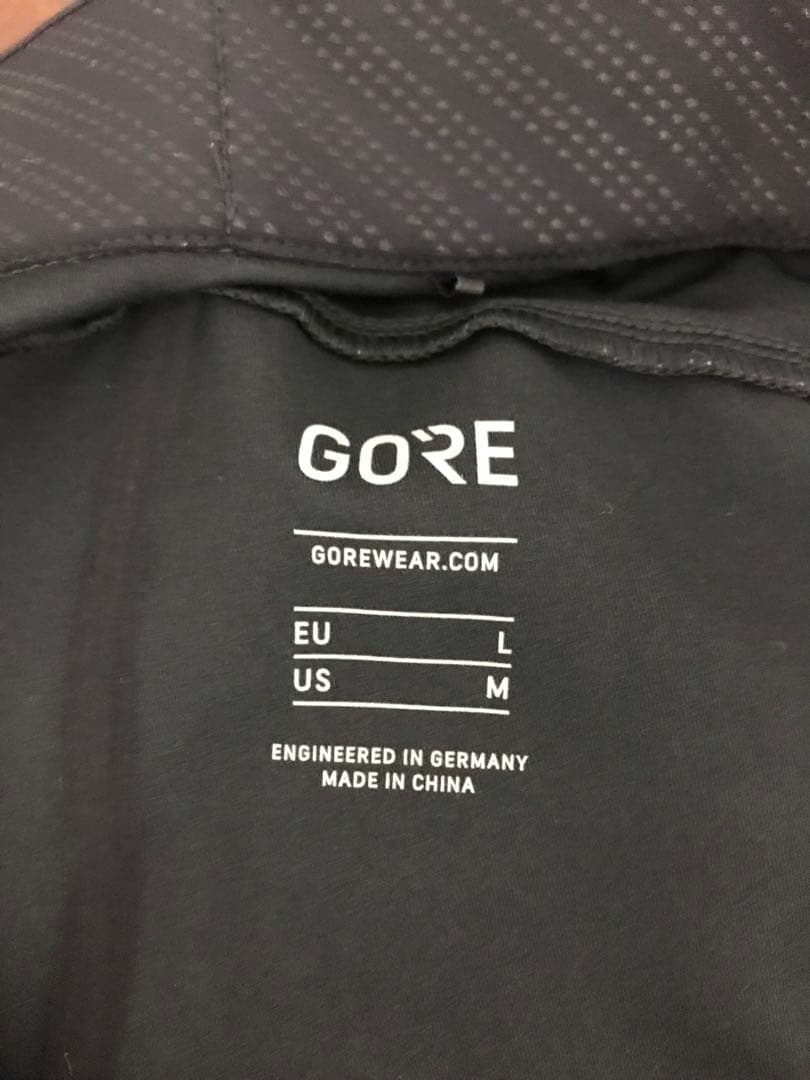 GORE
GOREWEAR.COM
EU L
US M
ENGINEERED IN GERMANY
MADE IN CHINA